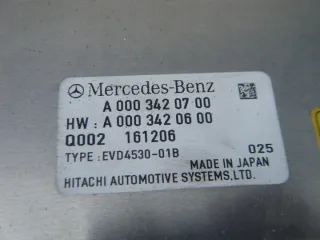 Mercedes-Benz
A 000 342 07 00
HW : A 000 342 06 00
Q002 161206
TYPE : EVD4530-01B 025
MADE IN JAPAN
HITACHI AUTOMOTIVE SYSTEMS,LTD.